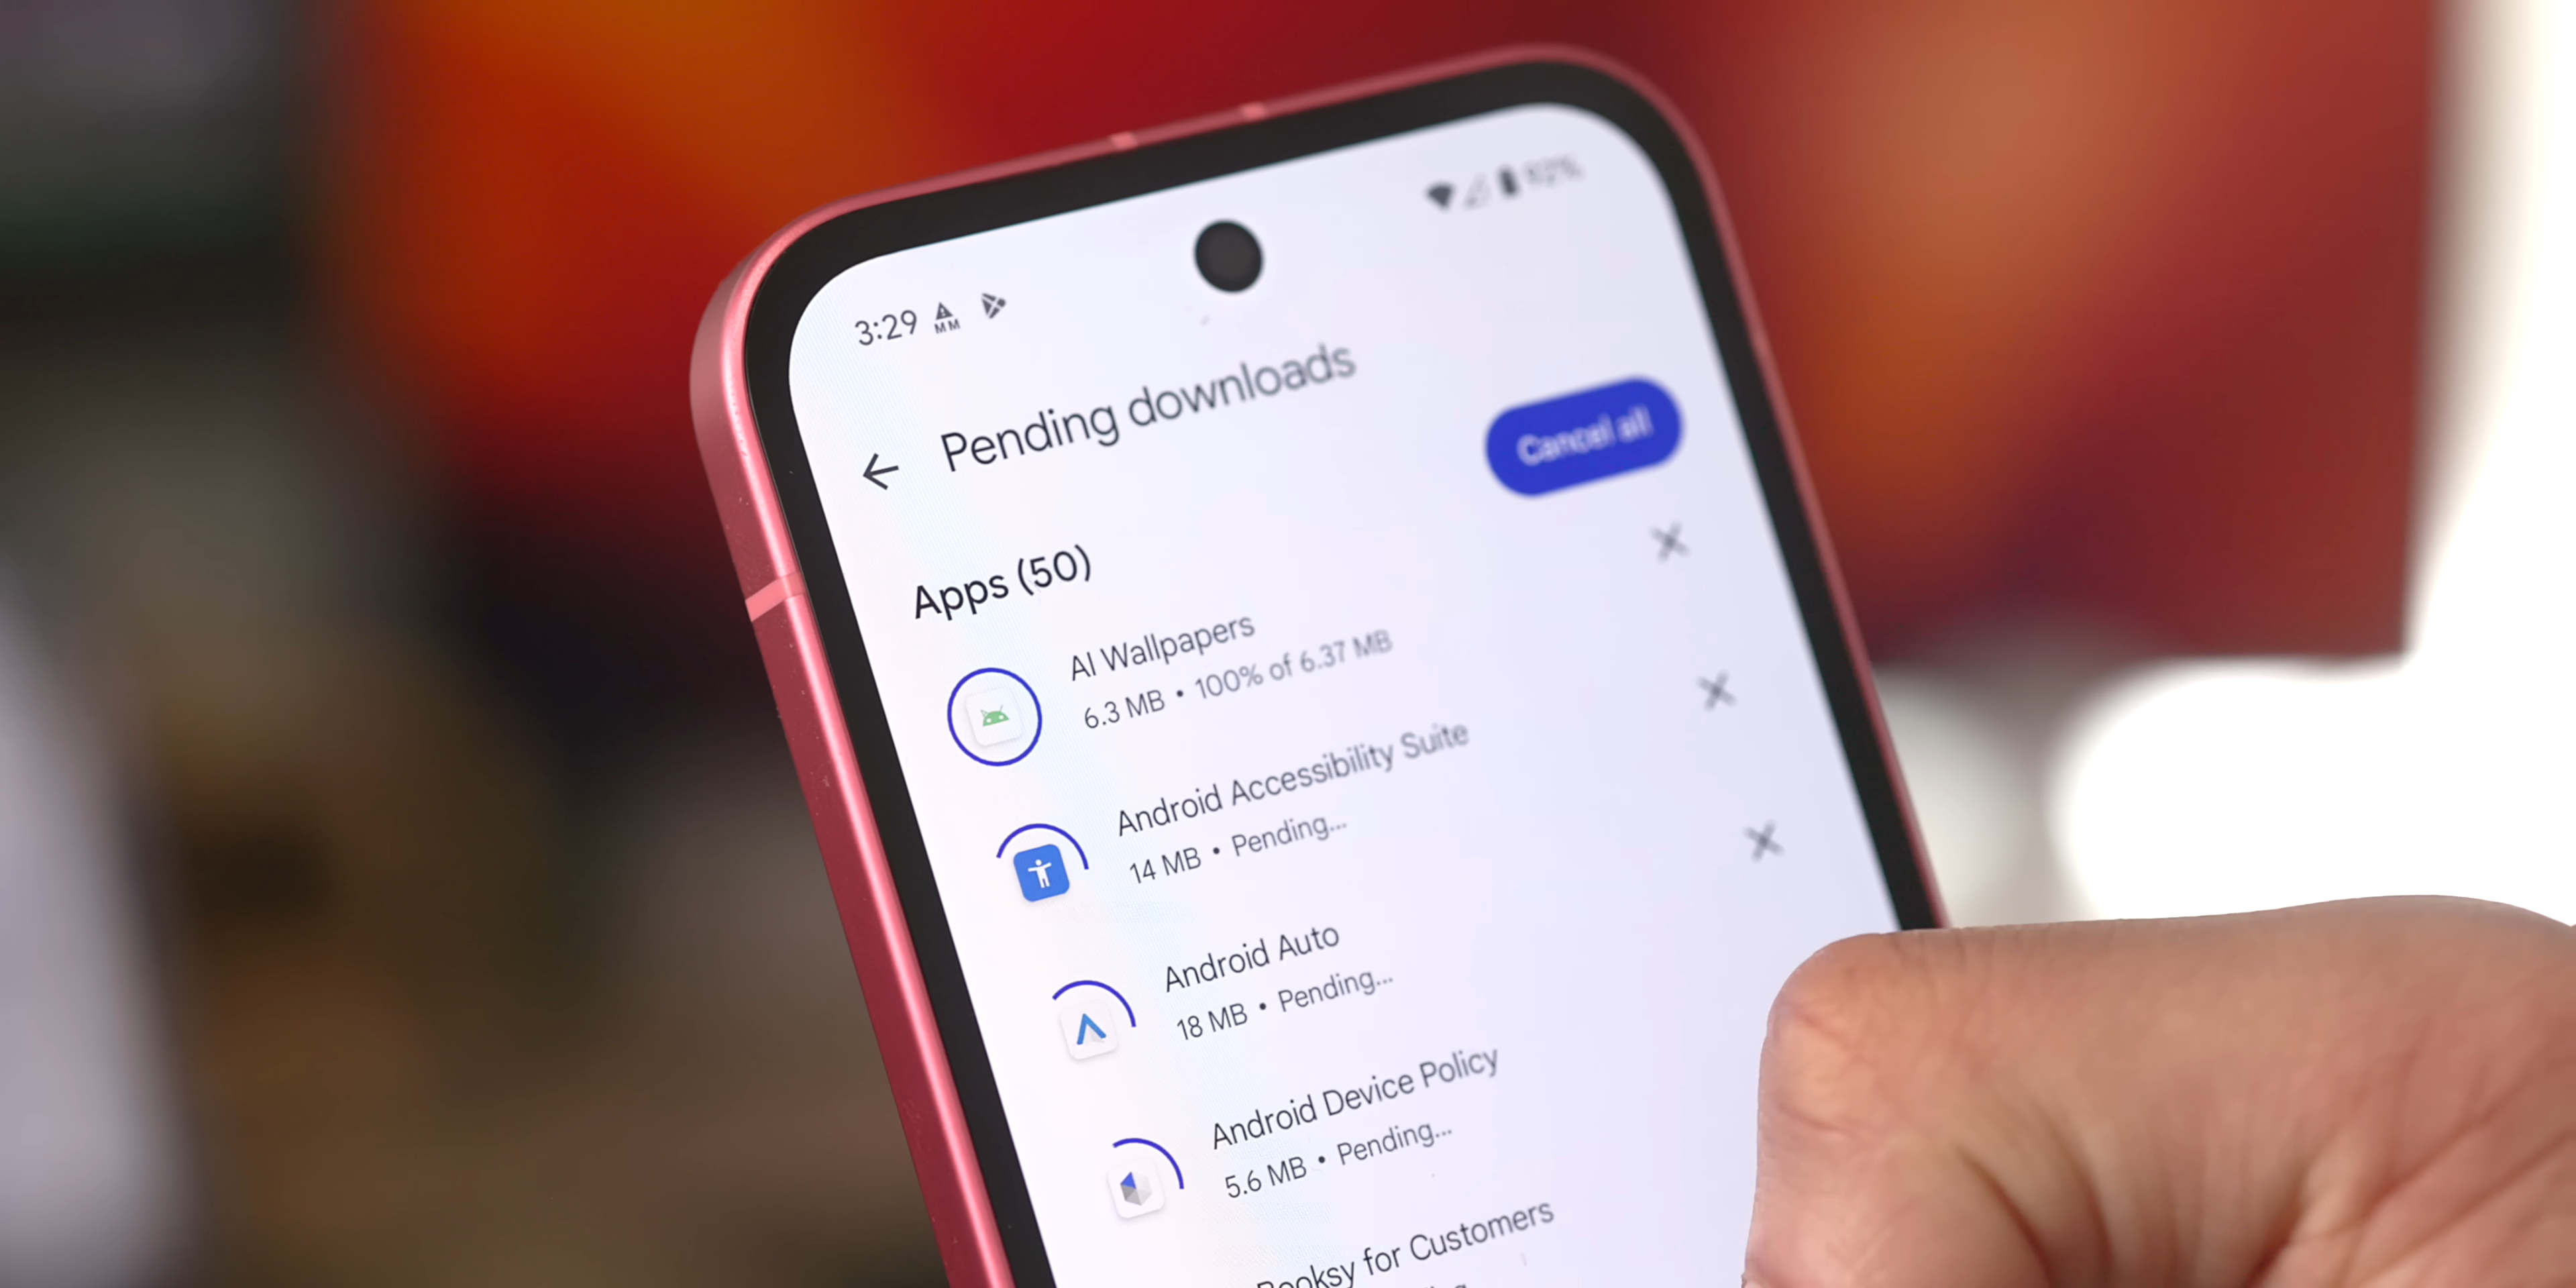 3:29 MM
Pending downloads
Cancel all
Apps (50)
AI Wallpapers
6.3 MB • 100% of 6.37 MB
Android Accessibility Suite
14 MB • Pending...
Android Auto
18 MB • Pending...
Android Device Policy
5.6 MB • Pending...
Booksy for Customers